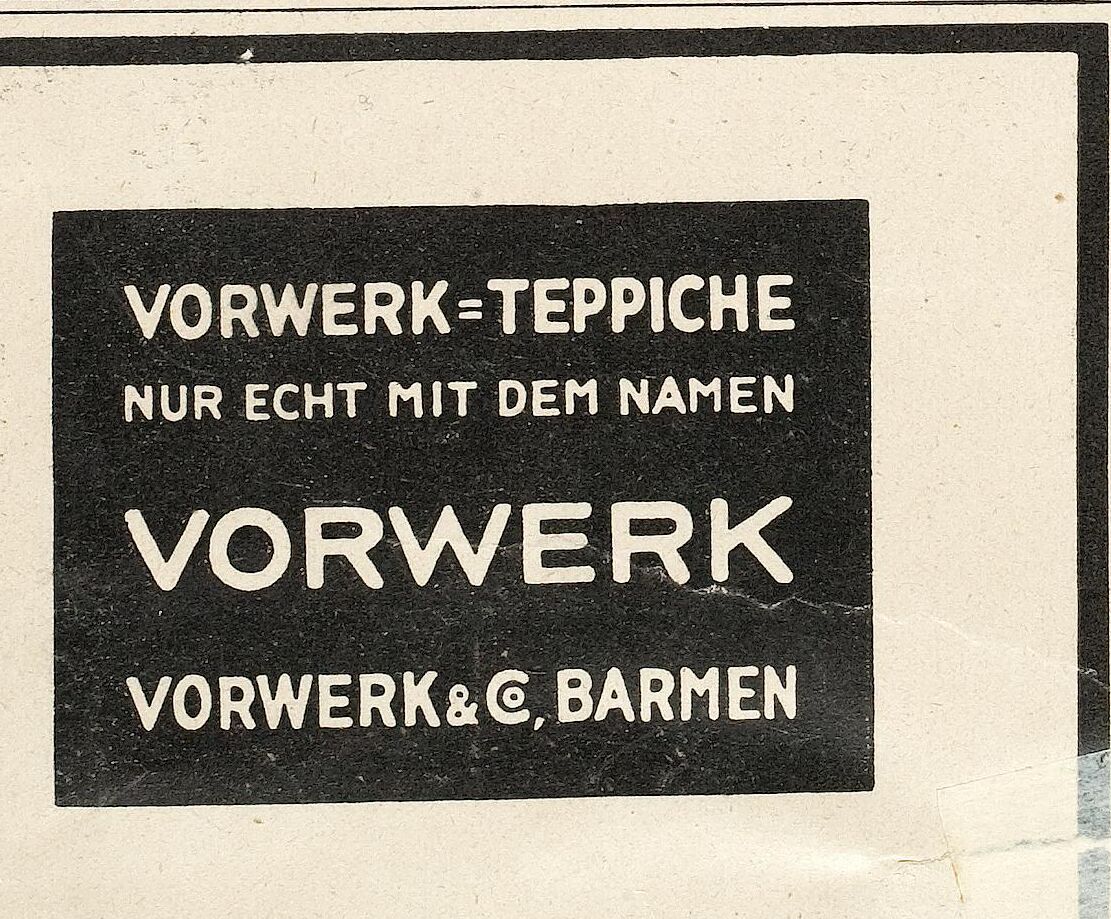 VORWERK=TEPPICHE
NUR ECHT MIT DEM NAMEN
VORWERK
VORWERK & Co, BARMEN